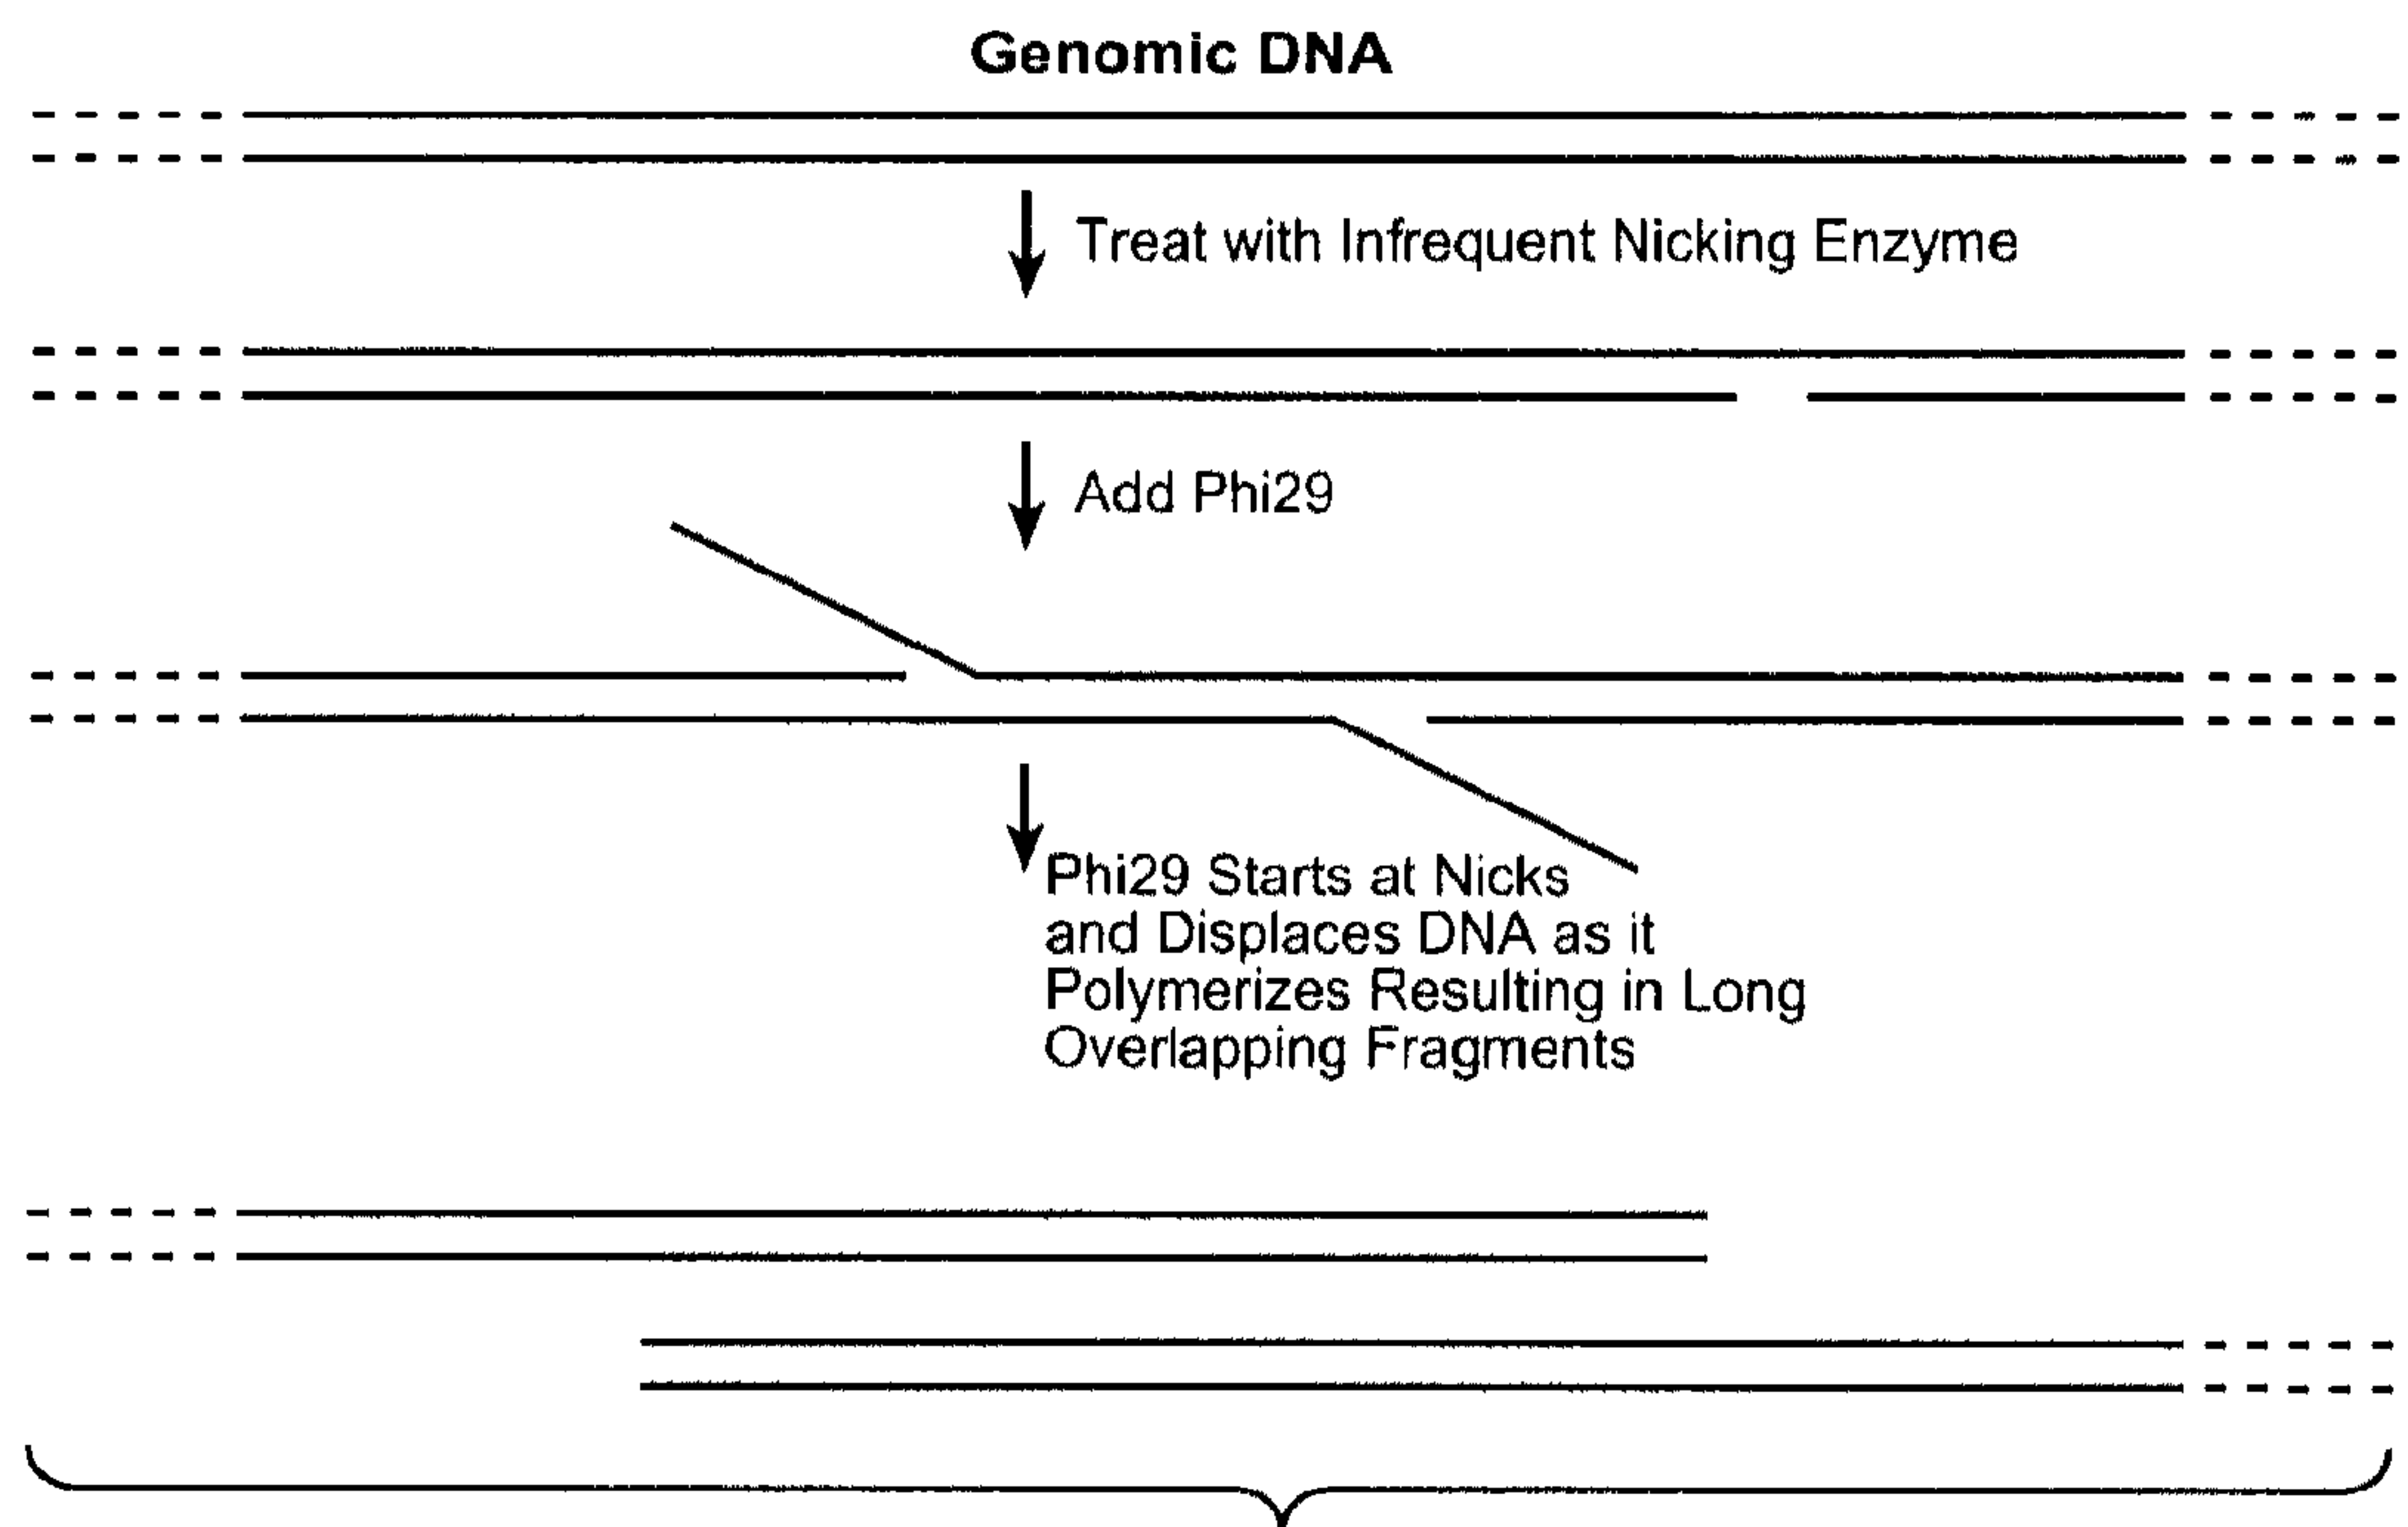 Genomic DNA
Treat with Infrequent Nicking Enzyme
Add Phi29
Phi29 Starts at Nicks
and Displaces DNA as it
Polymerizes Resulting in Long
Overlapping Fragments